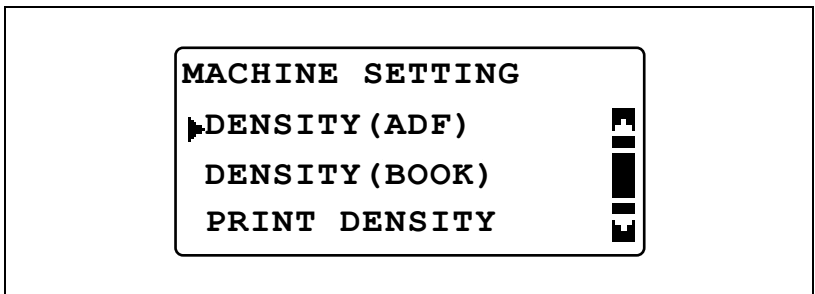 MACHINE SETTING
DENSITY(ADF)
DENSITY(BOOK)
PRINT DENSITY